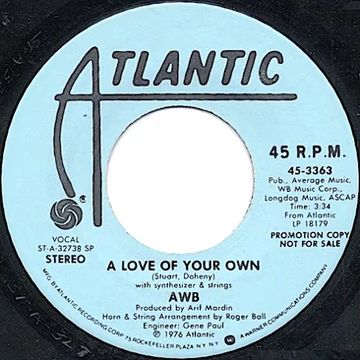 ATLANTIC
45 R.P.M.
45-3363
Pub., Average Music,
WB Music Corp.,
Longdog Music, ASCAP
Time: 3:34
From Atlantic
LP 18179
PROMOTION COPY
NOT FOR SALE
VOCAL
ST-A-32738 SP
STEREO
A LOVE OF YOUR OWN
(Stuart, Doheny)
with synthesizer & strings
AWB
Produced by Arif Mardin
Horn & String Arrangement by Roger Ball
Engineer: Gene Paul
℗ 1976 Atlantic
MFG. BY ATLANTIC RECORDING CORP. 75 ROCKEFELLER PLAZA, N.Y., N.Y.
A WARNER COMMUNICATIONS COMPANY